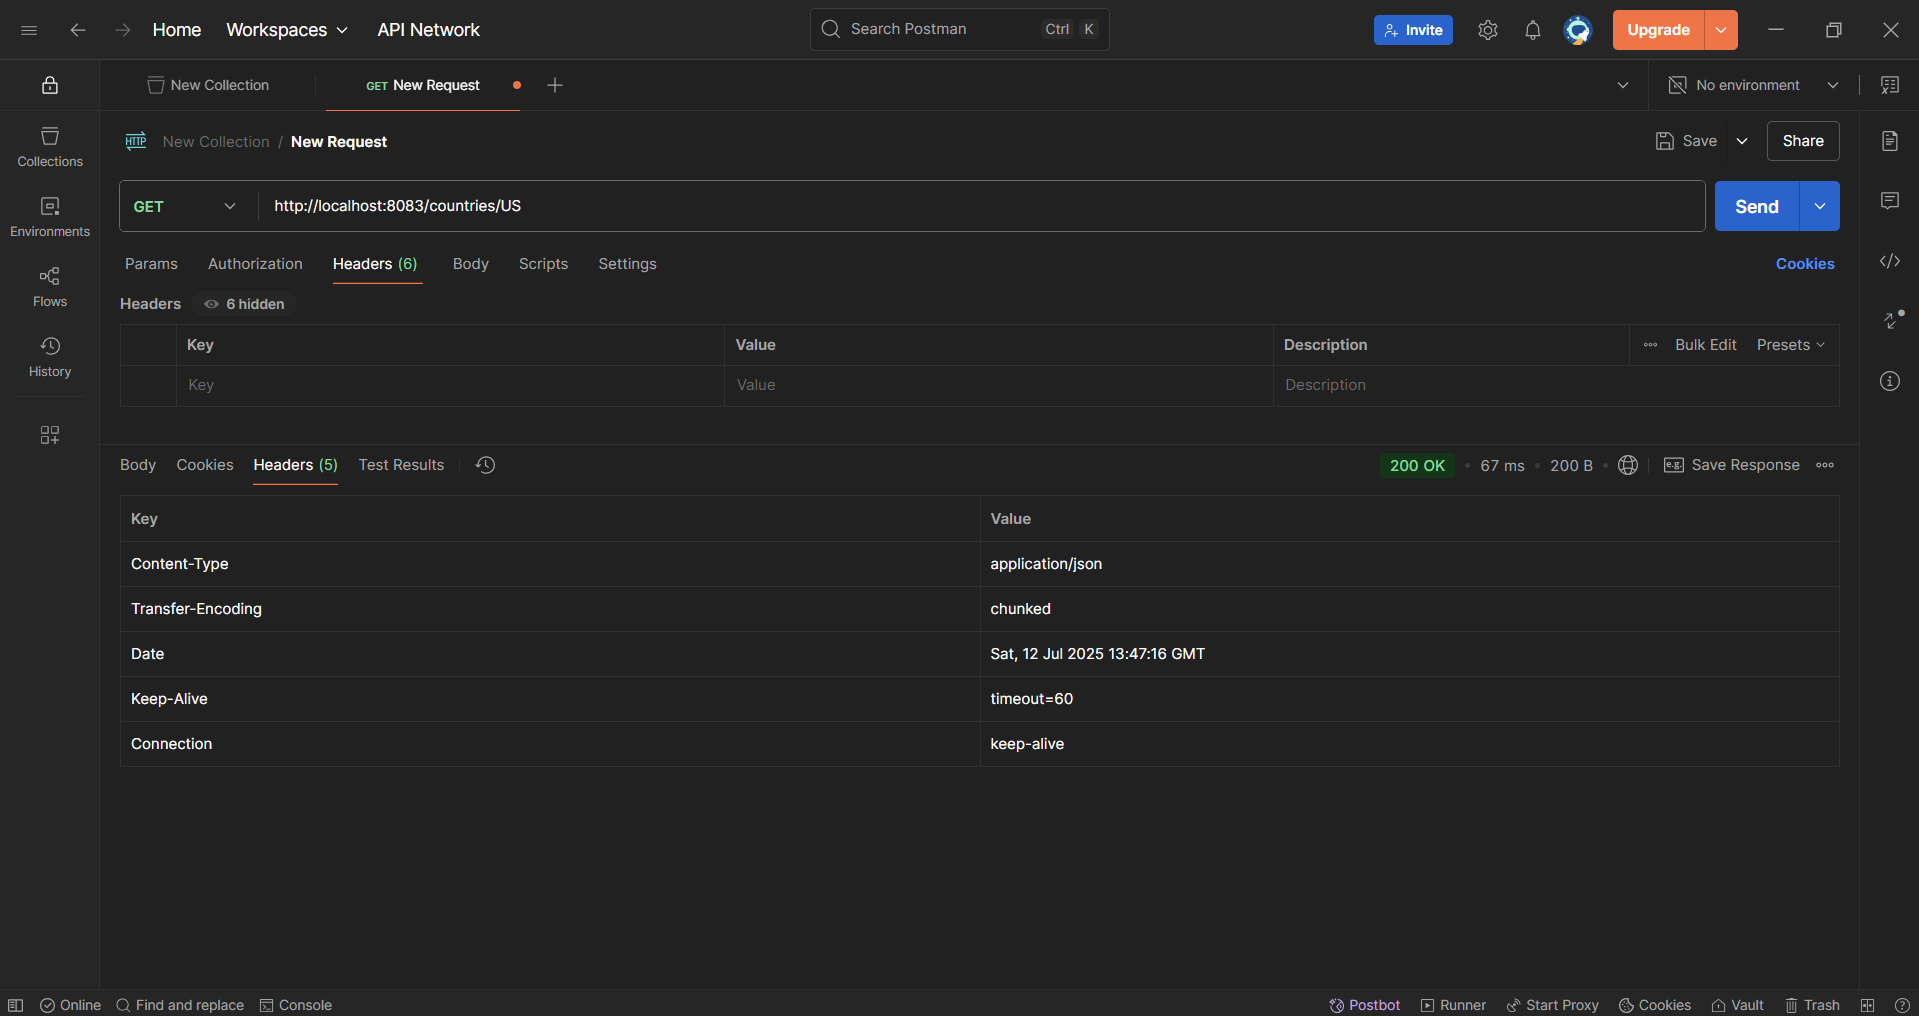 Home Workspaces API Network Search Postman Ctrl K Invite Upgrade
New Collection GET New Request No environment
HTTP New Collection / New Request Save Share
Collections
Environments
Flows
History
GET http://localhost:8083/countries/US Send
Params Authorization Headers (6) Body Scripts Settings Cookies
Headers 6 hidden
Key Value Description Bulk Edit Presets
Key Value Description
Body Cookies Headers (5) Test Results 200 OK • 67 ms • 200 B • e.g. Save Response
Key Value
Content-Type application/json
Transfer-Encoding chunked
Date Sat, 12 Jul 2025 13:47:16 GMT
Keep-Alive timeout=60
Connection keep-alive
Online Find and replace Console Postbot Runner Start Proxy Cookies Vault Trash